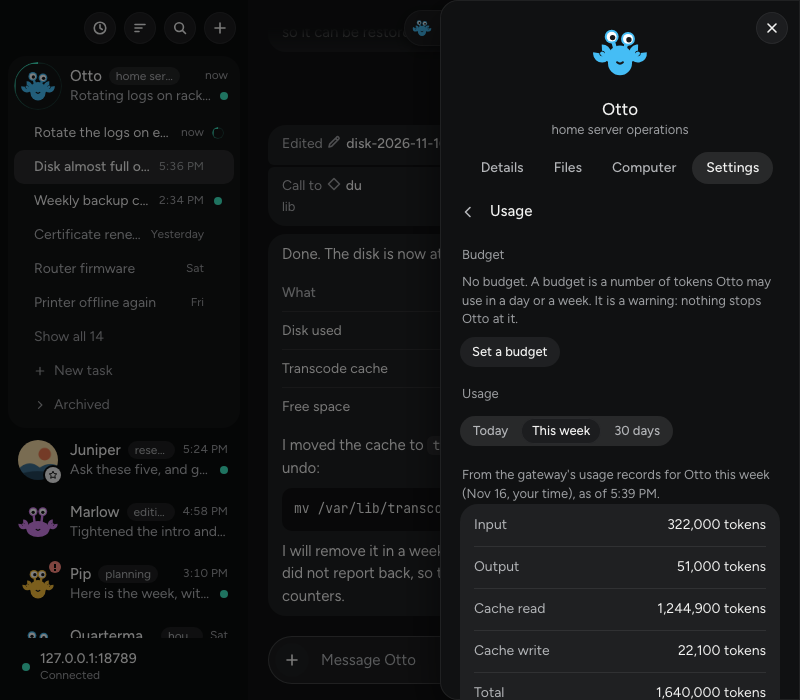 Otto
home ser...
now
Rotating logs on rack...
Rotate the logs on e...
now
Disk almost full o...
5:36 PM
Weekly backup c...
2:34 PM
Certificate rene...
Yesterday
Router firmware
Sat
Printer offline again
Fri
Show all 14
New task
Archived
Juniper
rese...
5:24 PM
Ask these five, and g...
Marlow
editi...
4:58 PM
Tightened the intro and...
Pip
planning
3:10 PM
Here is the week, wit...
Quarterma
hou...
Sat
127.0.0.1:18789
Connected
so it can be restor
Edited
disk-2026-11-1
Call to
du
lib
Done. The disk is now at
What
Disk used
Transcode cache
Free space
I moved the cache to
undo:
mv /var/lib/transco
I will remove it in a week
did not report back, so t
counters.
Message Otto
Otto
home server operations
Details
Files
Computer
Settings
Usage
Budget
No budget. A budget is a number of tokens Otto may
use in a day or a week. It is a warning: nothing stops
Otto at it.
Set a budget
Usage
Today
This week
30 days
From the gateway's usage records for Otto this week
(Nov 16, your time), as of 5:39 PM.
Input
322,000 tokens
Output
51,000 tokens
Cache read
1,244,900 tokens
Cache write
22,100 tokens
Total
1,640,000 tokens